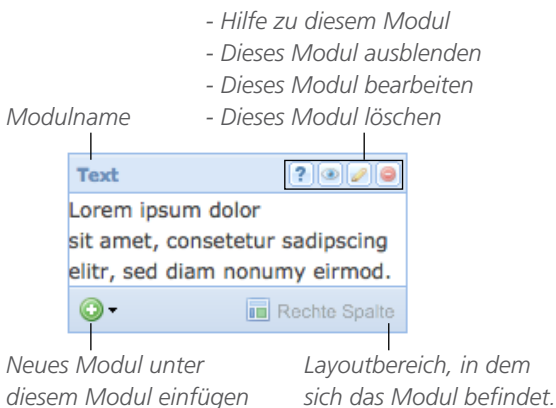 - Hilfe zu diesem Modul
- Dieses Modul ausblenden
- Dieses Modul bearbeiten
- Dieses Modul löschen
Modulname
Text
?
Lorem ipsum dolor
sit amet, consetetur sadipscing
elitr, sed diam nonumy eirmod.
Rechte Spalte
Neues Modul unter
diesem Modul einfügen
Layoutbereich, in dem
sich das Modul befindet.